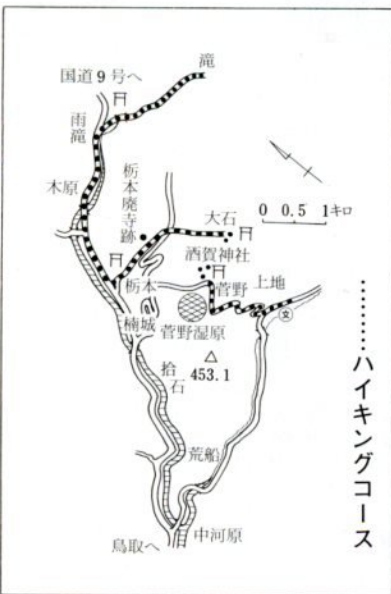 国道9号へ
滝
雨滝
木原
栃本廃寺跡
大石
0 0.5 1キロ
酒賀神社
栃本
菅野
上地
楠城
菅野湿原
文
拾石
453.1
荒船
鳥取へ
中河原
………ハイキングコース